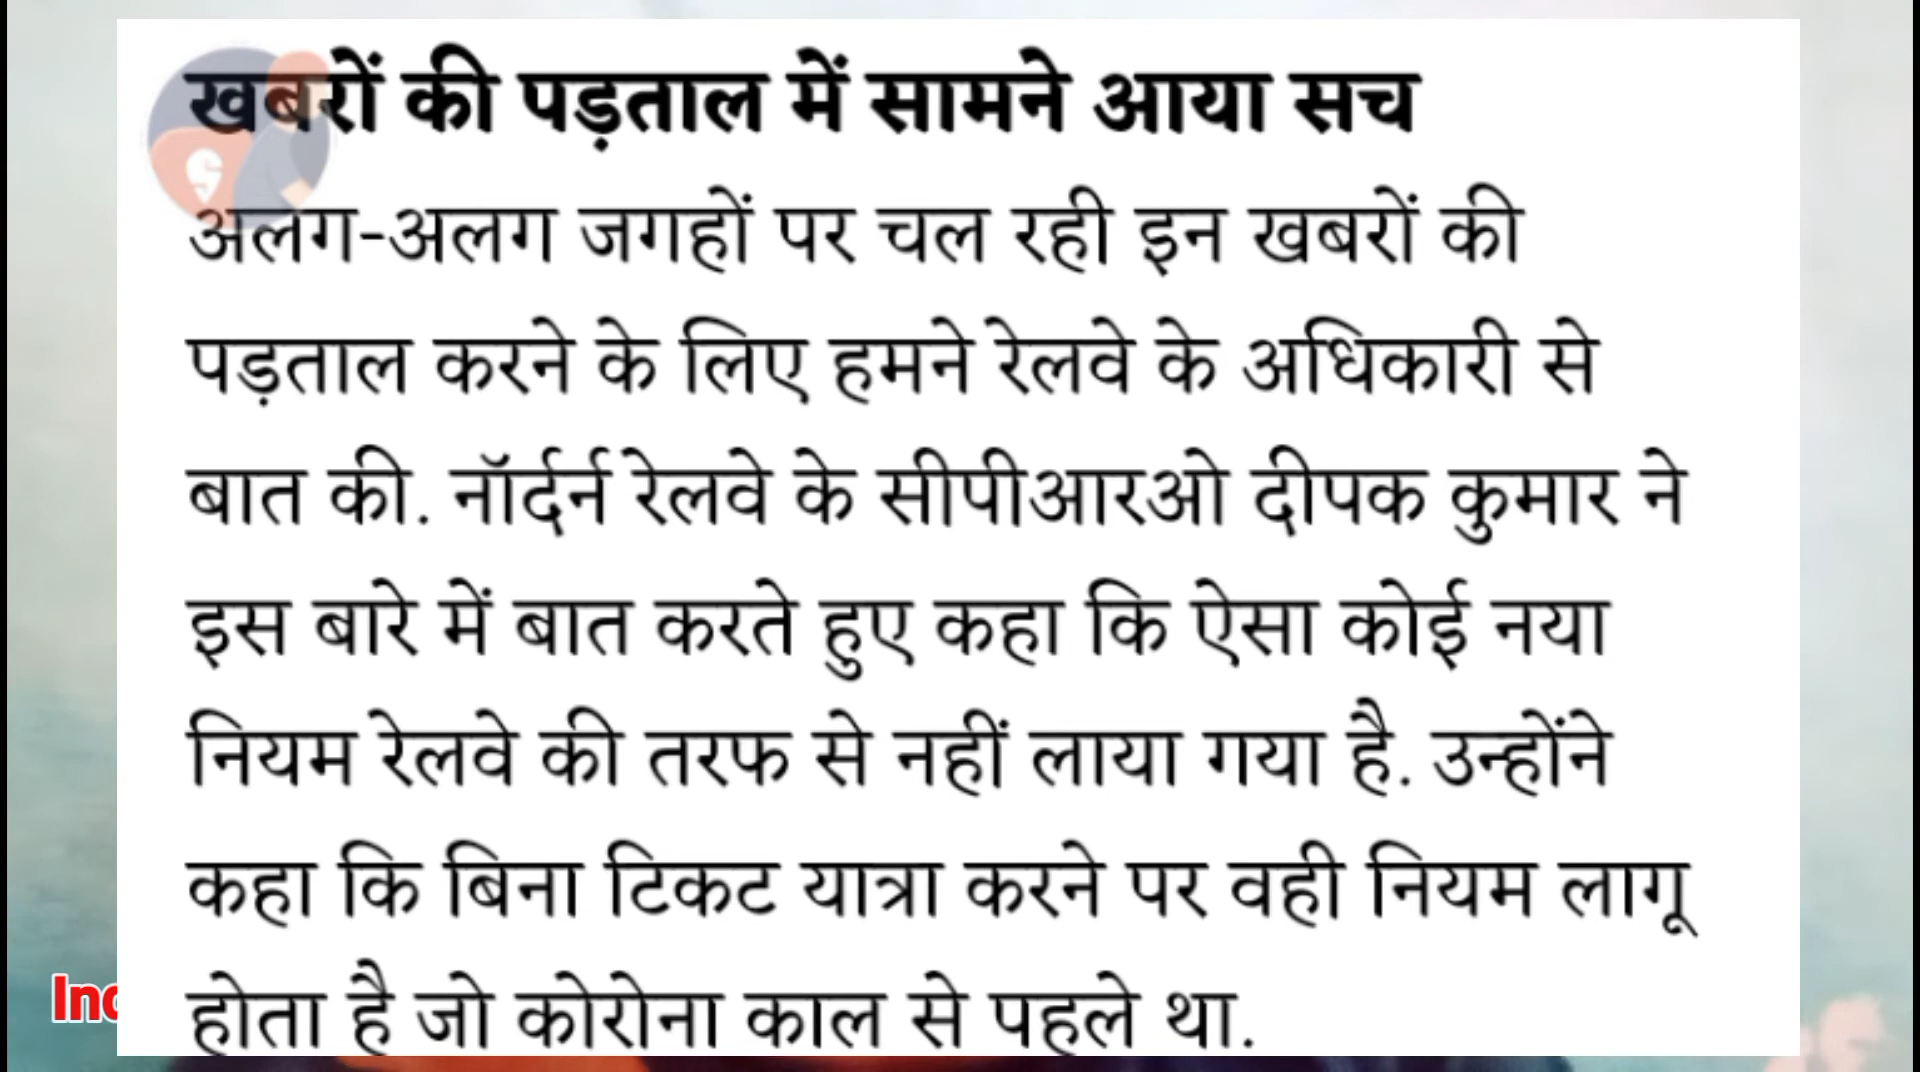 खबरों की पड़ताल में सामने आया सच
अलग-अलग जगहों पर चल रही इन खबरों की
पड़ताल करने के लिए हमने रेलवे के अधिकारी से
बात की. नॉर्दर्न रेलवे के सीपीआरओ दीपक कुमार ने
इस बारे में बात करते हुए कहा कि ऐसा कोई नया
नियम रेलवे की तरफ से नहीं लाया गया है. उन्होंने
कहा कि बिना टिकट यात्रा करने पर वही नियम लागू
होता है जो कोरोना काल से पहले था.